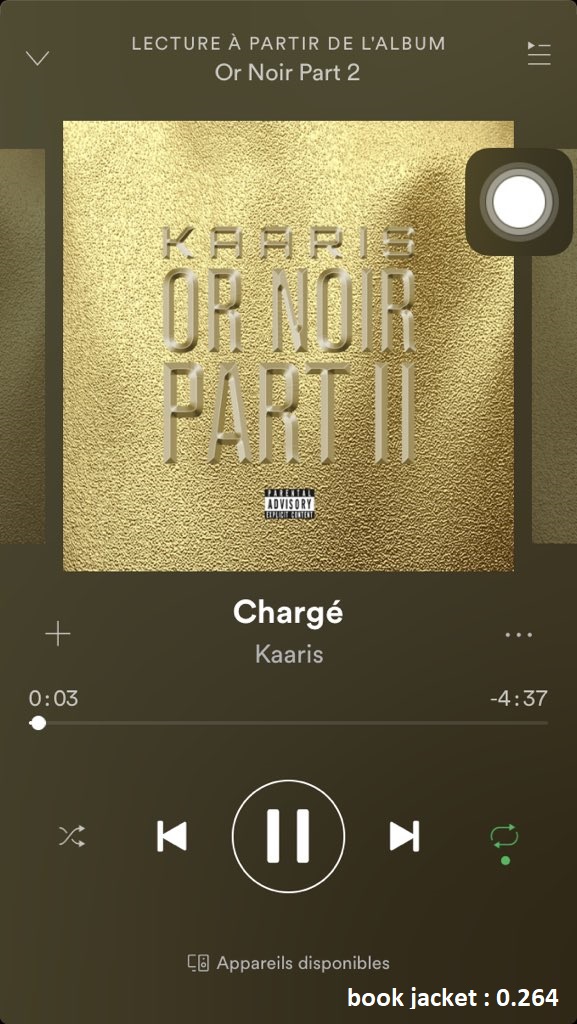 LECTURE À PARTIR DE L'ALBUM
Or Noir Part 2
KAARIS
OR NOIR
PART II
PARENTAL
ADVISORY
EXPLICIT CONTENT
Chargé
Kaaris
0:03
-4:37
Appareils disponibles
book jacket : 0.264